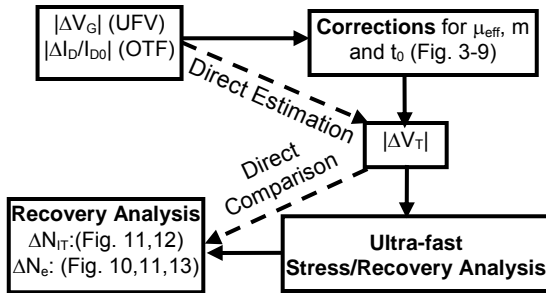 |ΔV_G| (UFV)
|ΔI_D/I_D0| (OTF)
Corrections for μ_eff, m
and t_0 (Fig. 3-9)
Direct Estimation
|ΔV_T|
Direct
Comparison
Recovery Analysis
ΔN_IT:(Fig. 11,12)
ΔN_e: (Fig. 10,11,13)
Ultra-fast
Stress/Recovery Analysis